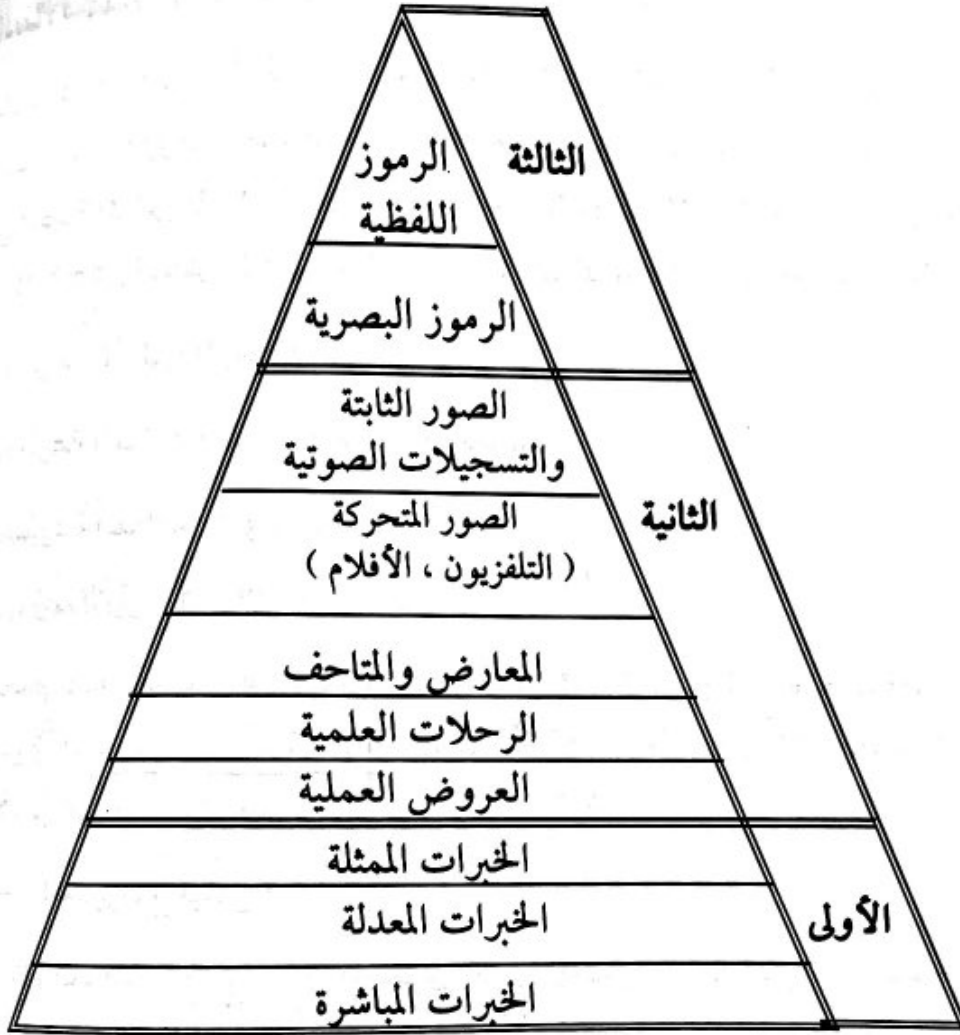 الثالثة
الرموز
اللفظية
الرموز البصرية
الثانية
الصور الثابتة
والتسجيلات الصوتية
الصور المتحركة
( التلفزيون ، الأفلام )
المعارض والمتاحف
الرحلات العلمية
العروض العملية
الأولى
الخبرات الممثلة
الخبرات المعدلة
الخبرات المباشرة